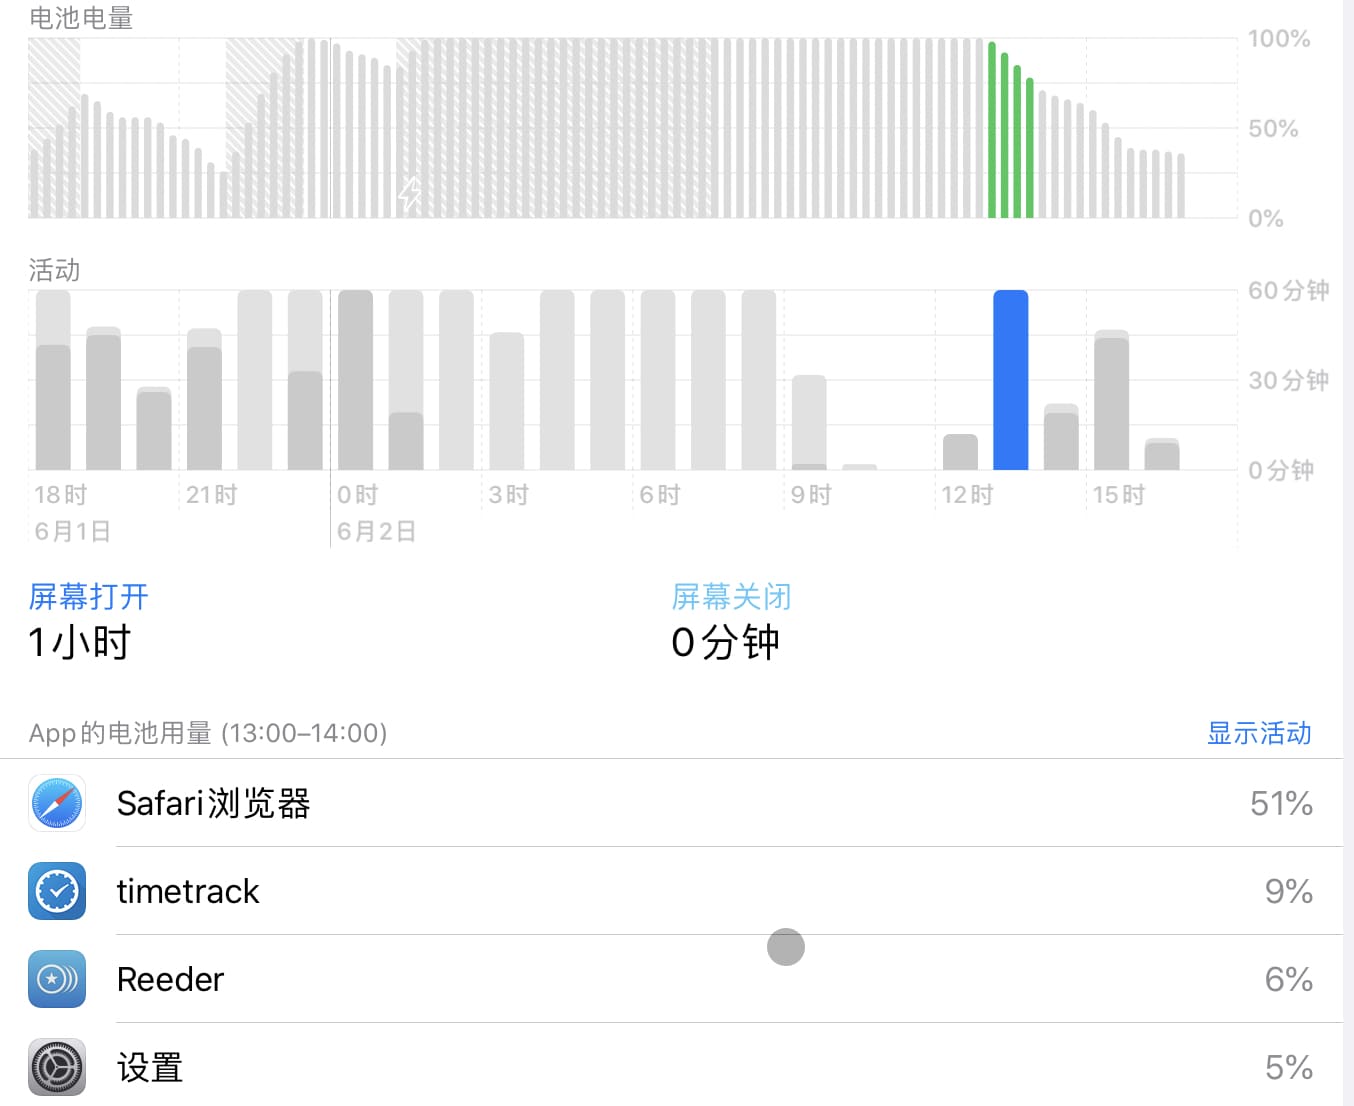 电池电量
100%
50%
0%
活动
60分钟
30分钟
0分钟
18时 21时 0时 3时 6时 9时 12时 15时
6月1日 6月2日
屏幕打开 屏幕关闭
1小时 0分钟
App的电池用量 (13:00–14:00) 显示活动
Safari浏览器 51%
timetrack 9%
Reeder 6%
设置 5%